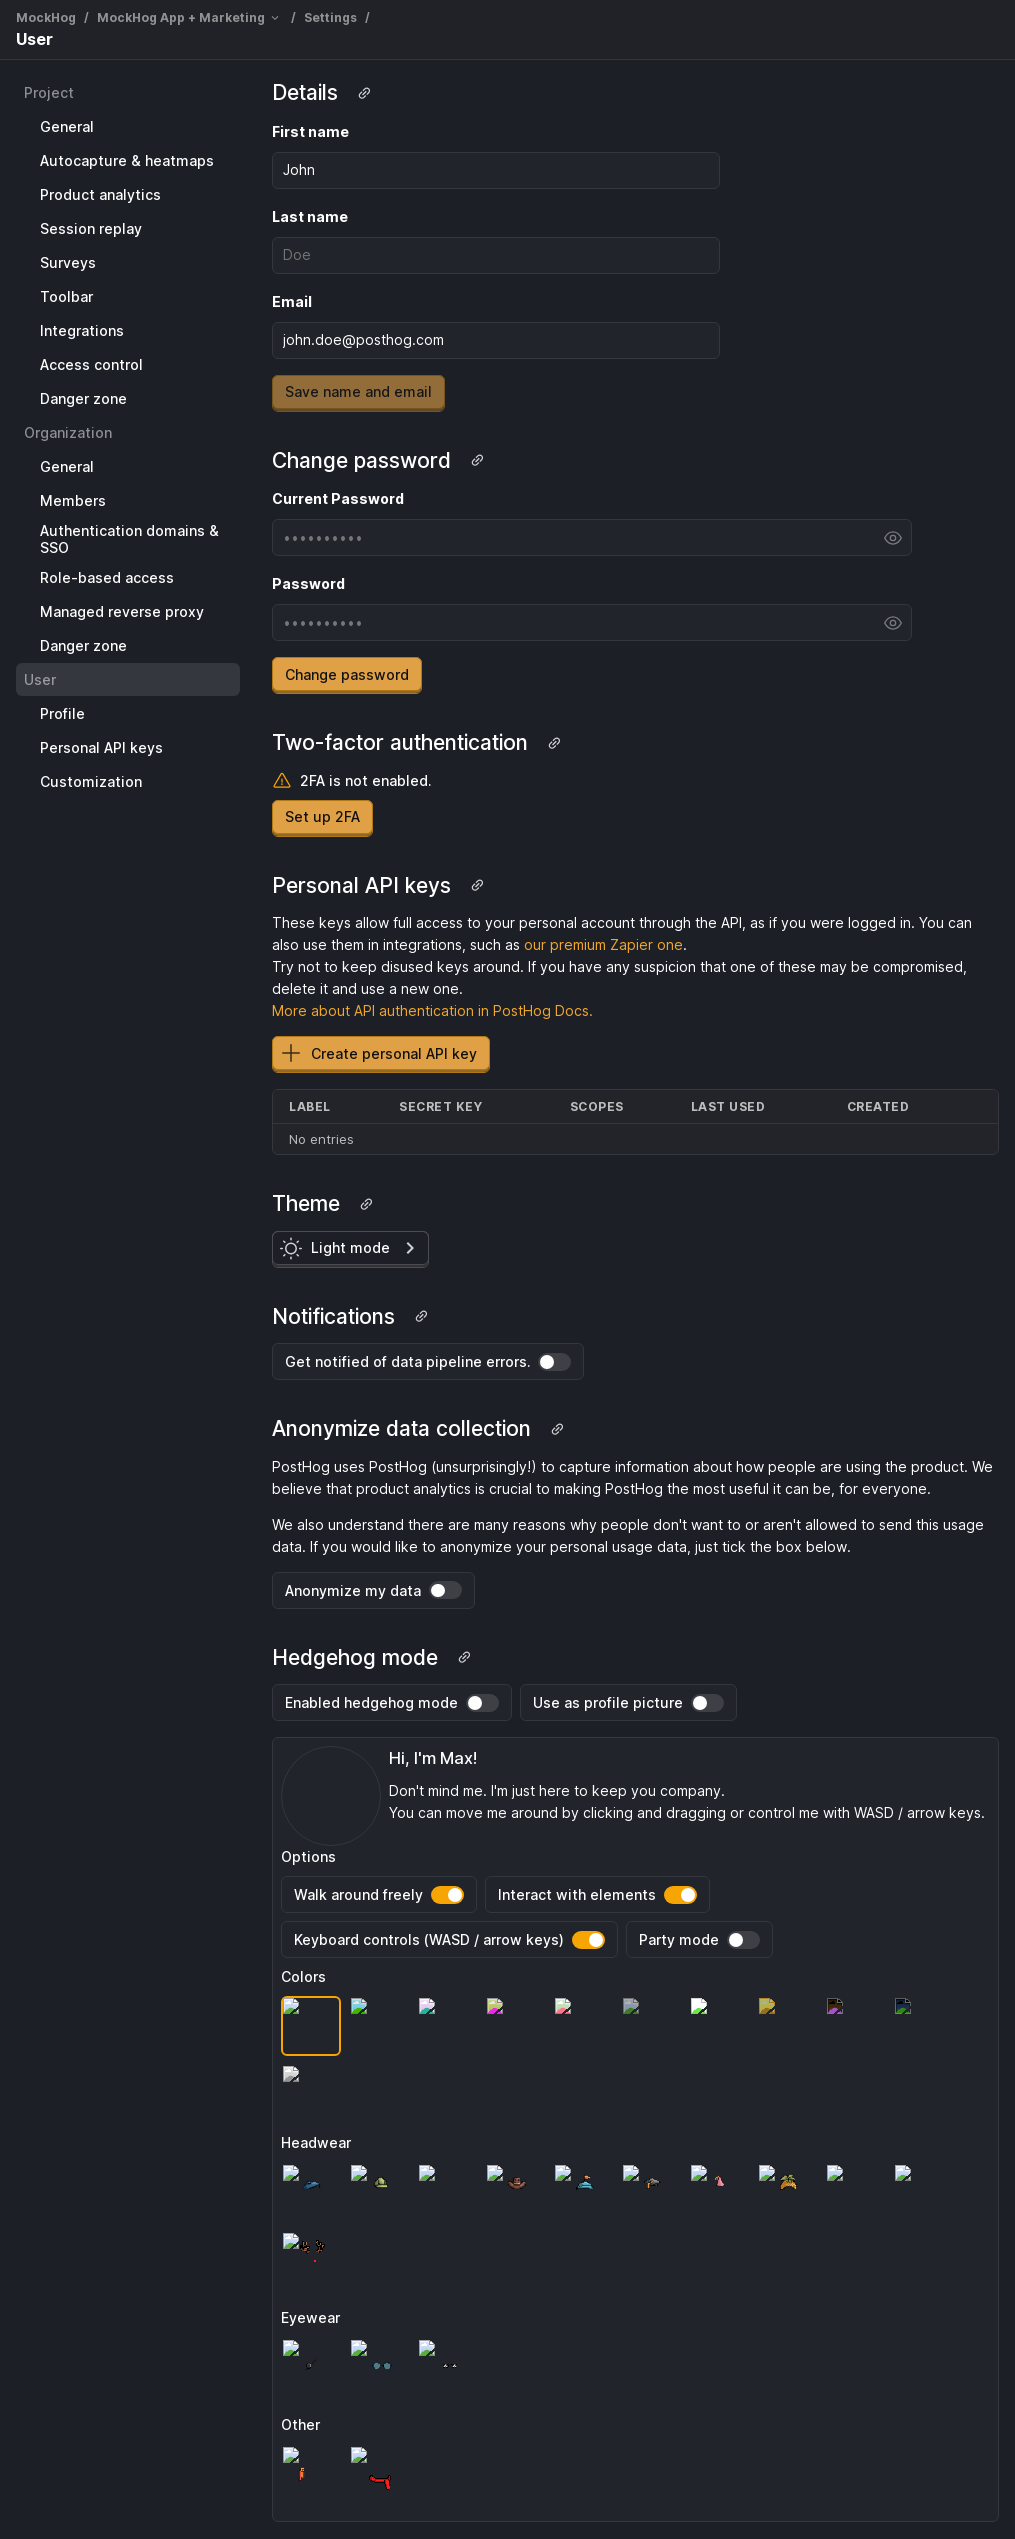 MockHog / MockHog App + Marketing / Settings /
User
Project
General
Autocapture & heatmaps
Product analytics
Session replay
Surveys
Toolbar
Integrations
Access control
Danger zone
Organization
General
Members
Authentication domains &
SSO
Role-based access
Managed reverse proxy
Danger zone
User
Profile
Personal API keys
Customization
Details
First name
John
Last name
Doe
Email
john.doe@posthog.com
Save name and email
Change password
Current Password
••••••••••
Password
••••••••••
Change password
Two-factor authentication
2FA is not enabled.
Set up 2FA
Personal API keys
These keys allow full access to your personal account through the API, as if you were logged in. You can
also use them in integrations, such as our premium Zapier one.
Try not to keep disused keys around. If you have any suspicion that one of these may be compromised,
delete it and use a new one.
More about API authentication in PostHog Docs.
Create personal API key
LABEL SECRET KEY SCOPES LAST USED CREATED
No entries
Theme
Light mode
Notifications
Get notified of data pipeline errors.
Anonymize data collection
PostHog uses PostHog (unsurprisingly!) to capture information about how people are using the product. We
believe that product analytics is crucial to making PostHog the most useful it can be, for everyone.
We also understand there are many reasons why people don't want to or aren't allowed to send this usage
data. If you would like to anonymize your personal usage data, just tick the box below.
Anonymize my data
Hedgehog mode
Enabled hedgehog mode Use as profile picture
Hi, I'm Max!
Don't mind me. I'm just here to keep you company.
You can move me around by clicking and dragging or control me with WASD / arrow keys.
Options
Walk around freely Interact with elements
Keyboard controls (WASD / arrow keys) Party mode
Colors
Headwear
Eyewear
Other